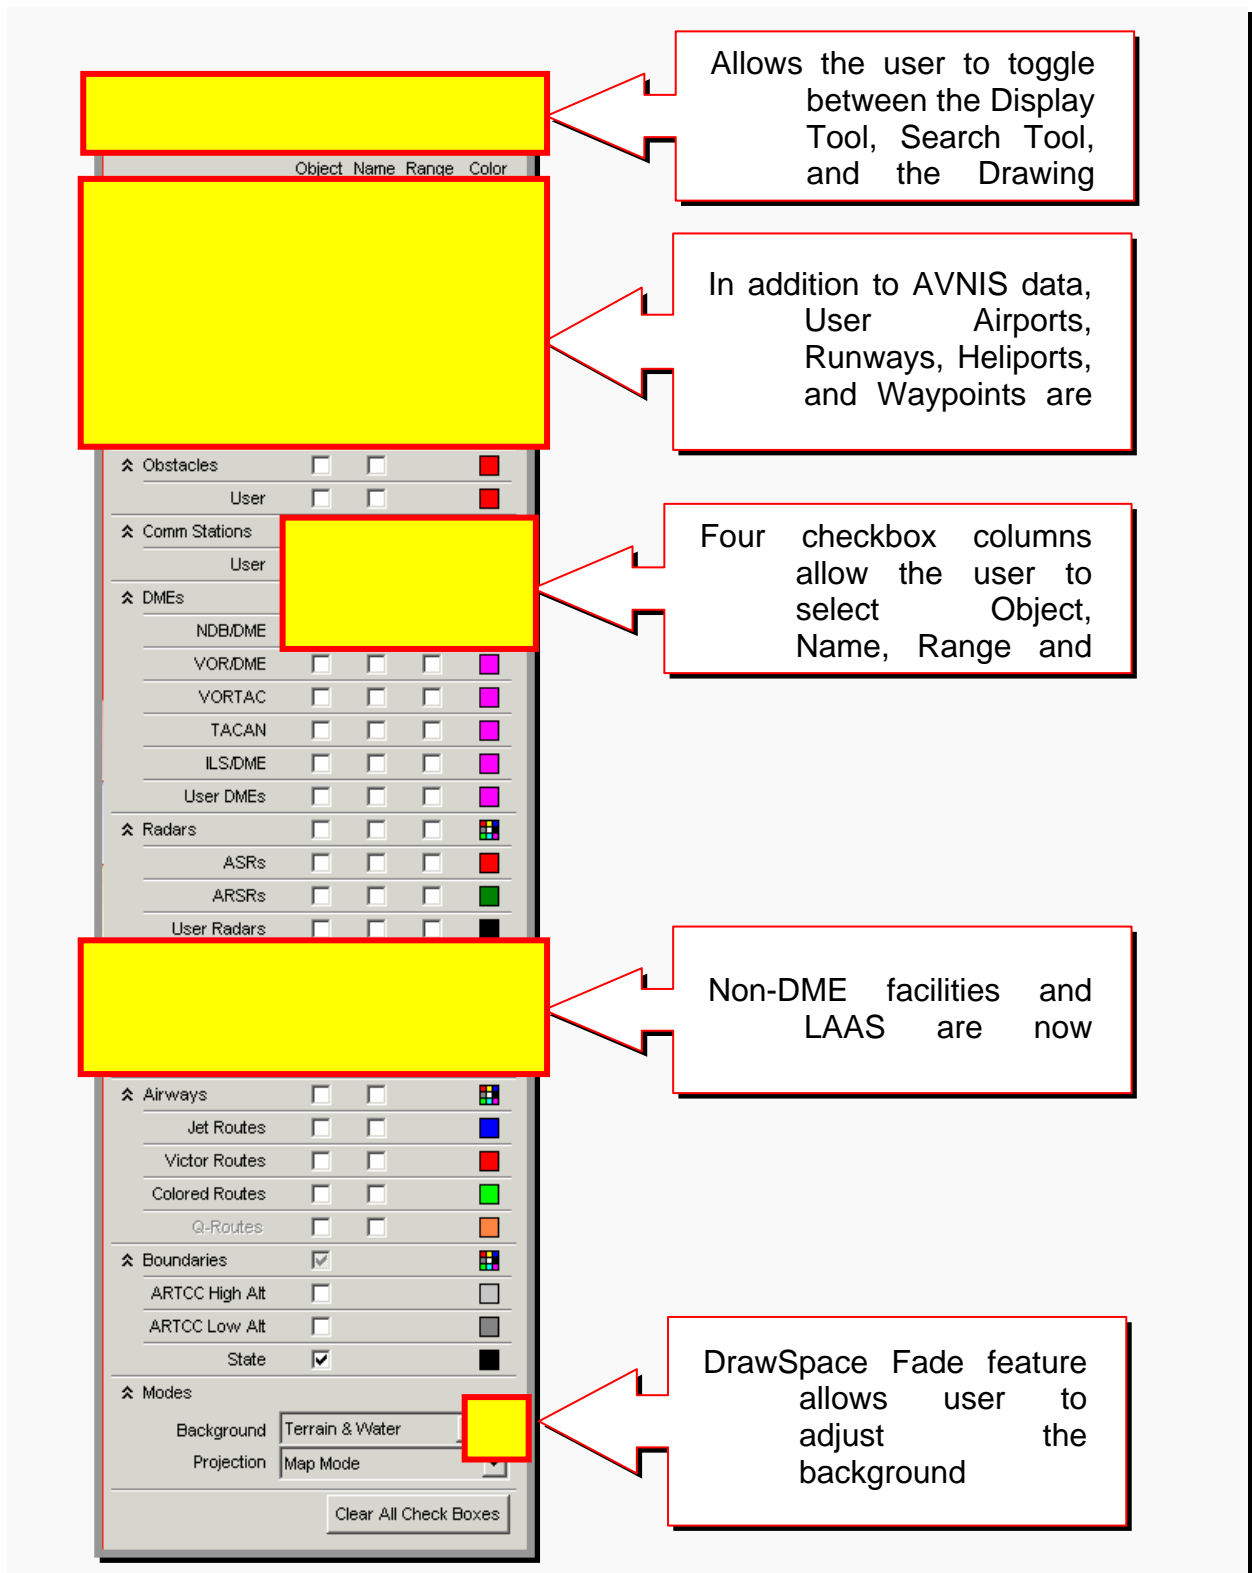 Allows the user to toggle
between the Display
Tool, Search Tool,
and the Drawing
Object Name Range Color
In addition to AVNIS data,
User Airports,
Runways, Heliports,
and Waypoints are
Obstacles
User
Comm Stations
User
DMEs
NDB/DME
Four checkbox columns
allow the user to
select Object,
Name, Range and
VOR/DME
VORTAC
TACAN
ILS/DME
User DMEs
Radars
ASRs
ARSRs
User Radars
Non-DME facilities and
LAAS are now
Airways
Jet Routes
Victor Routes
Colored Routes
Q-Routes
Boundaries
ARTCC High Alt
ARTCC Low Alt
State
Modes
Background Terrain & Water
Projection Map Mode
DrawSpace Fade feature
allows user to
adjust the
background
Clear All Check Boxes